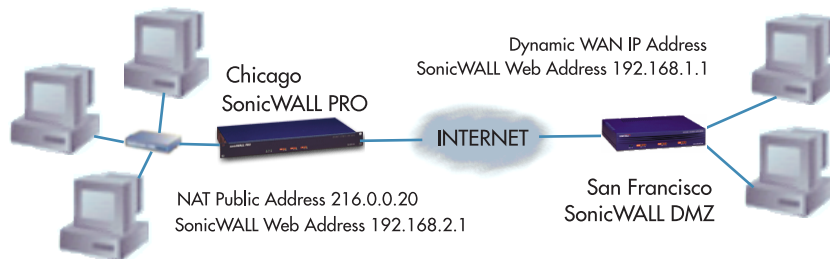 Dynamic WAN IP Address
SonicWALL Web Address 192.168.1.1
Chicago
SonicWALL PRO
INTERNET
NAT Public Address 216.0.0.20
SonicWALL Web Address 192.168.2.1
San Francisco
SonicWALL DMZ